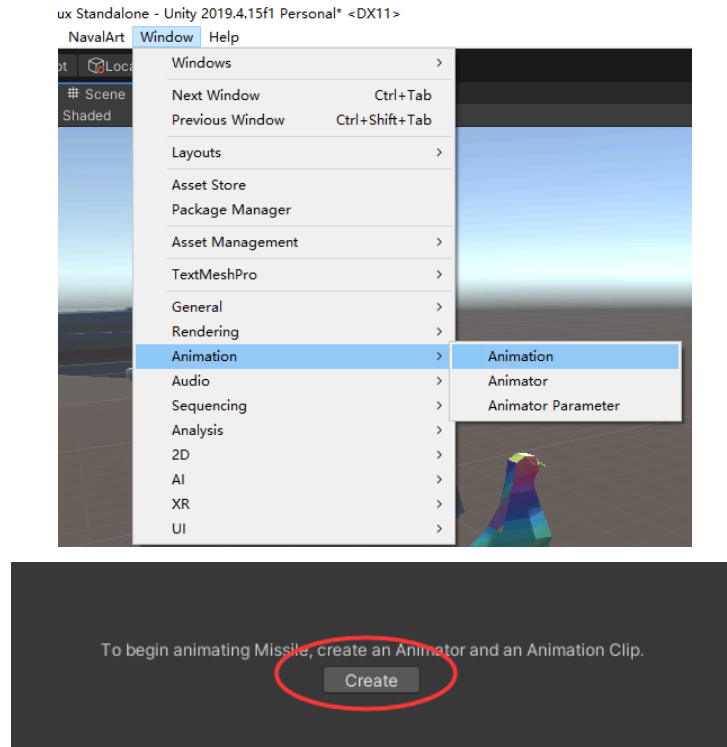 ux Standalone - Unity 2019.4.15f1 Personal* <DX11>
NavalArt Window Help
Loca
# Scene
Shaded
Windows >
Next Window Ctrl+Tab
Previous Window Ctrl+Shift+Tab
Layouts >
Asset Store
Package Manager
Asset Management >
TextMeshPro >
General >
Rendering >
Animation > Animation
Audio > Animator
Sequencing > Animator Parameter
Analysis >
2D >
AI >
XR >
UI >
To begin animating Missile, create an Animator and an Animation Clip.
Create